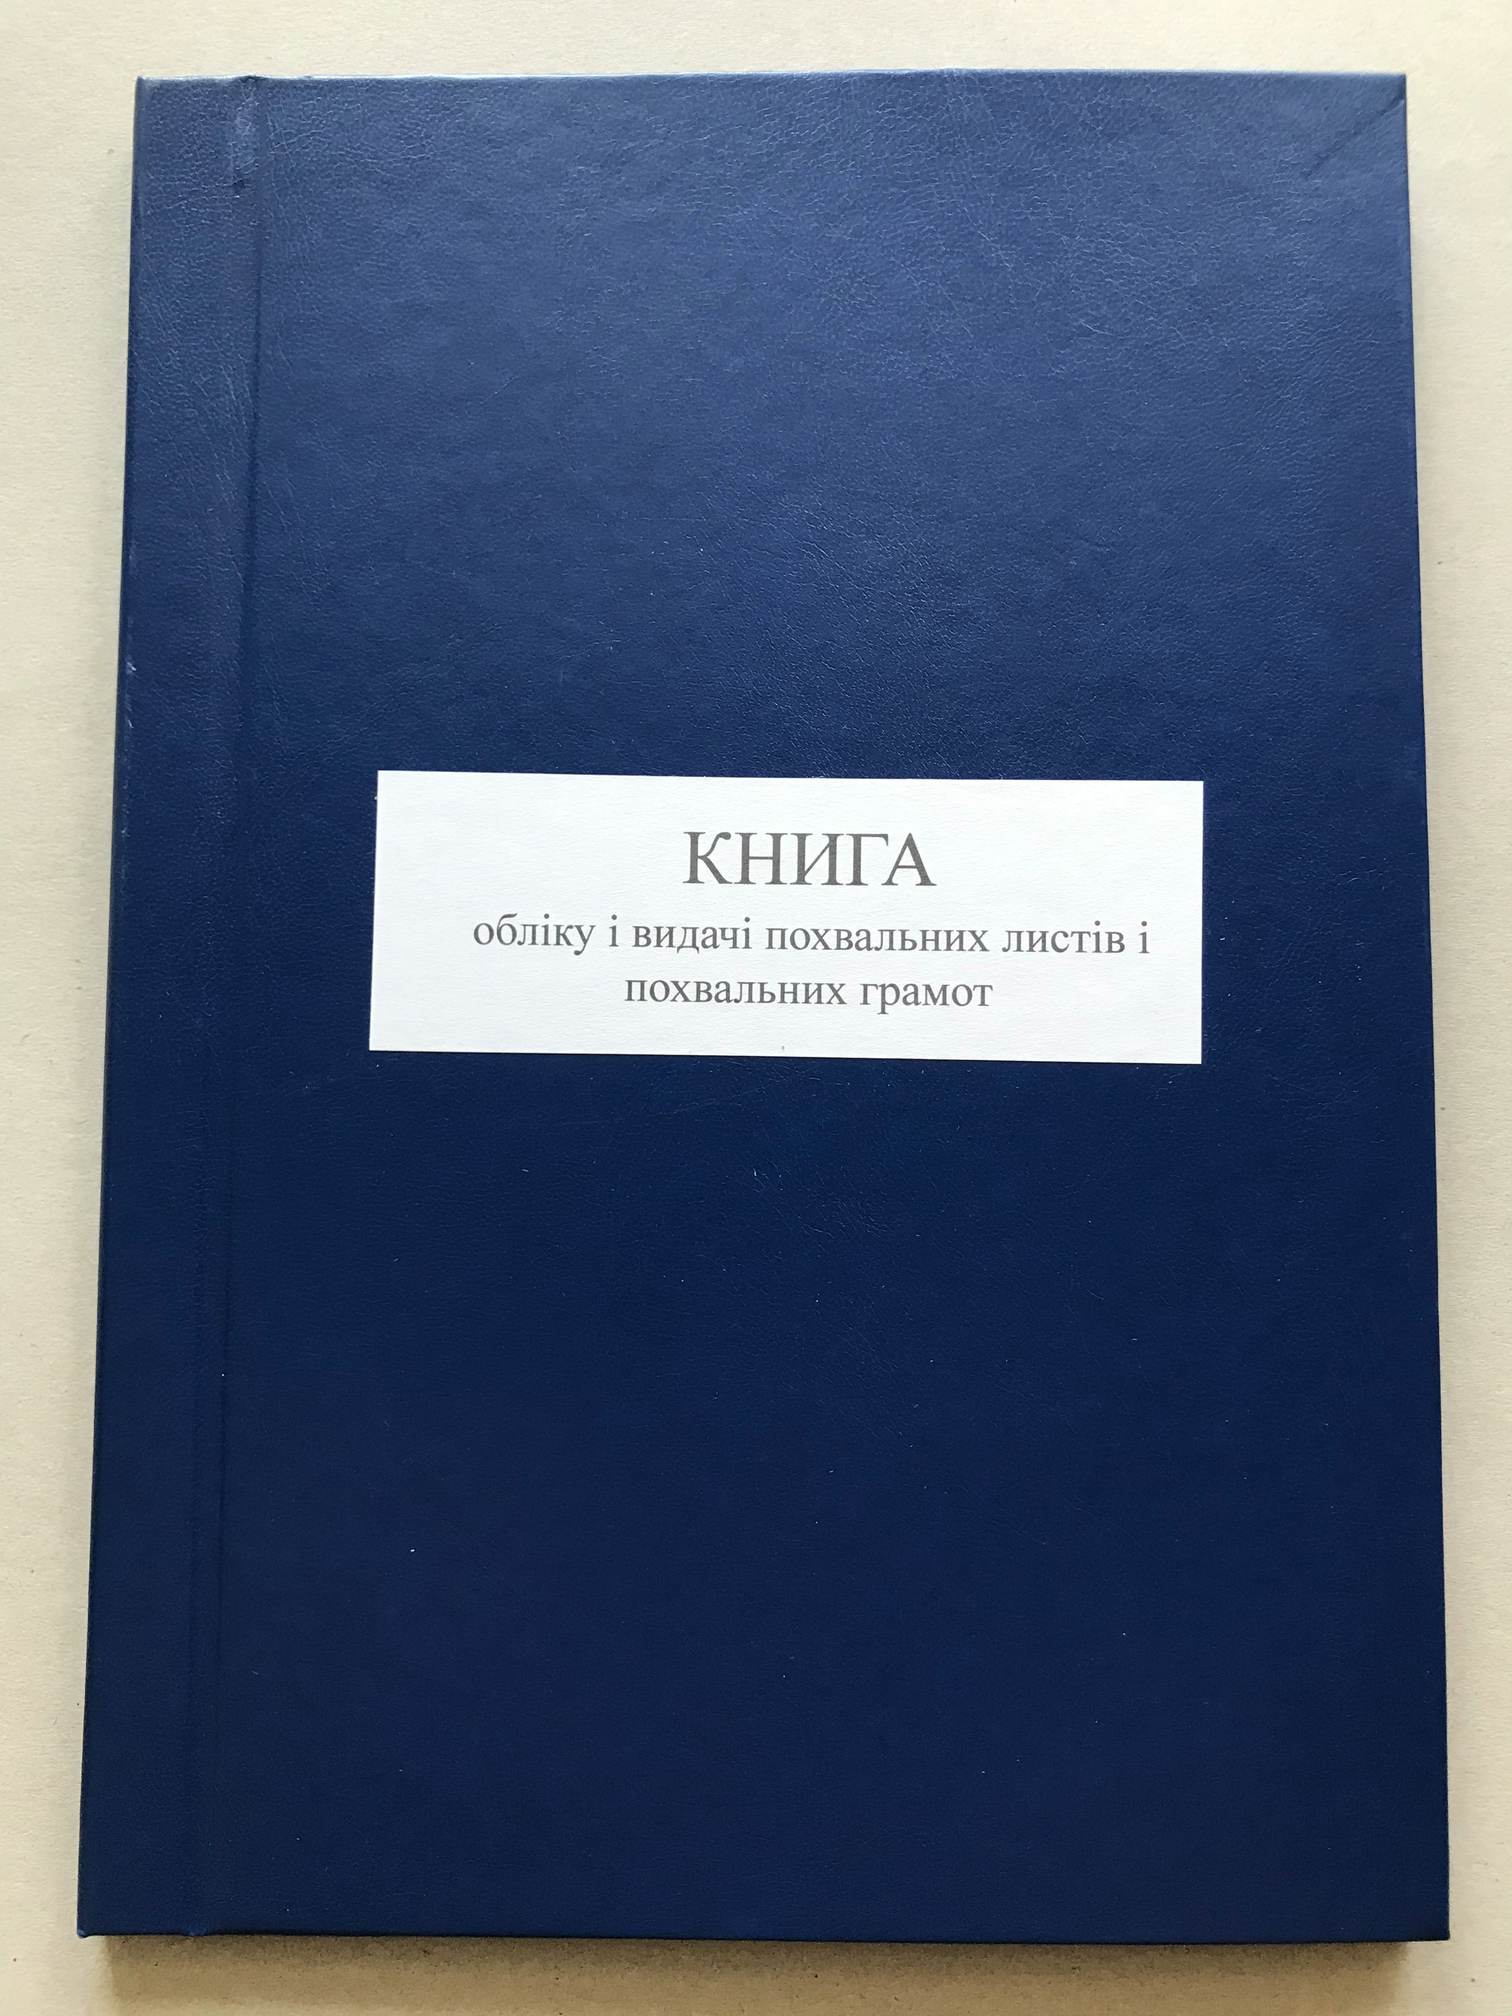 КНИГА
обліку і видачі похвальних листів і
похвальних грамот